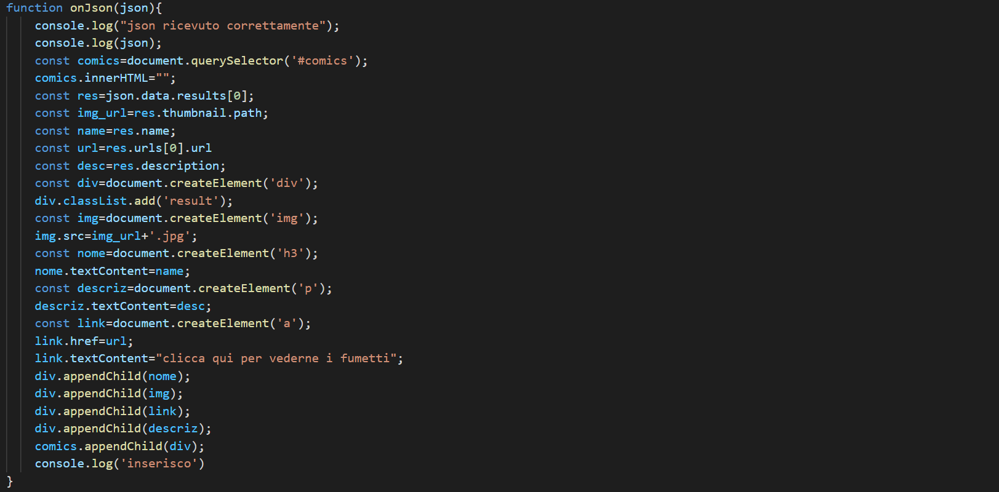 function onJson(json){
    console.log("json ricevuto correttamente");
    console.log(json);
    const comics=document.querySelector('#comics');
    comics.innerHTML="";
    const res=json.data.results[0];
    const img_url=res.thumbnail.path;
    const name=res.name;
    const url=res.urls[0].url
    const desc=res.description;
    const div=document.createElement('div');
    div.classList.add('result');
    const img=document.createElement('img');
    img.src=img_url+'.jpg';
    const nome=document.createElement('h3');
    nome.textContent=name;
    const descriz=document.createElement('p');
    descriz.textContent=desc;
    const link=document.createElement('a');
    link.href=url;
    link.textContent="clicca qui per vederne i fumetti";
    div.appendChild(nome);
    div.appendChild(img);
    div.appendChild(link);
    div.appendChild(descriz);
    comics.appendChild(div);
    console.log('inserisco')
}